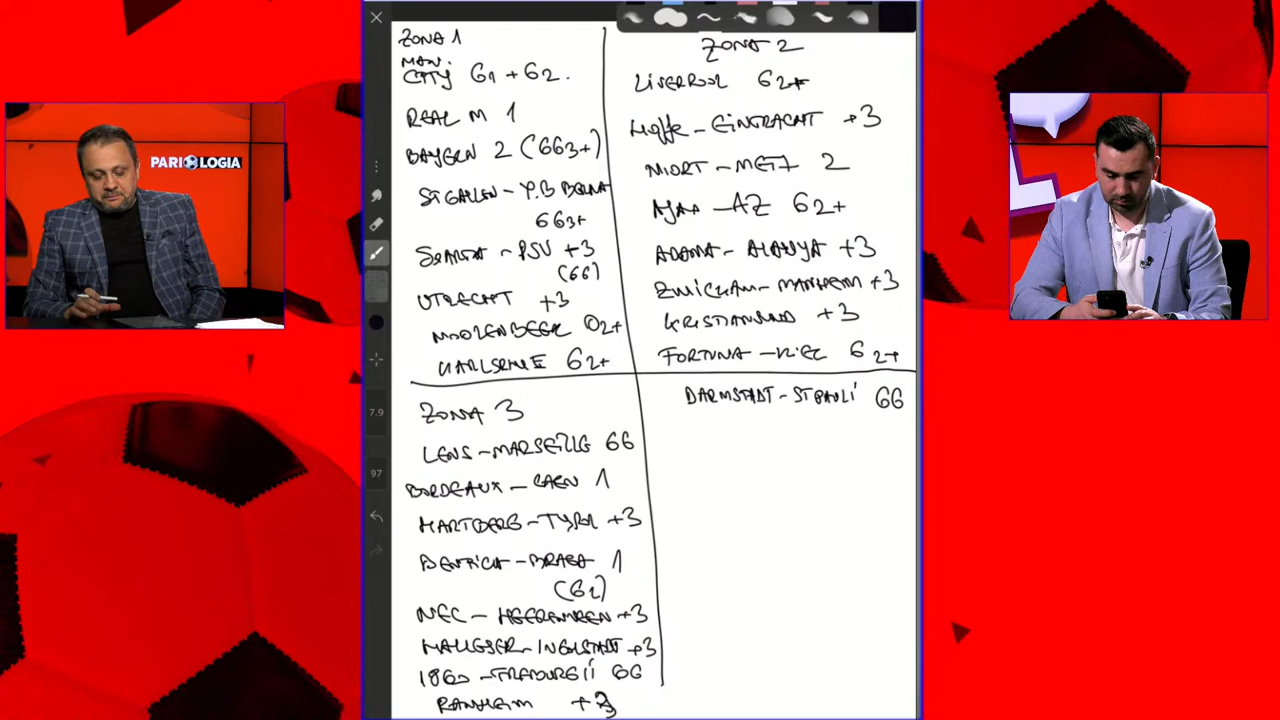 PARIOLOGIA
ZONA 1
MAN.
CITY G1 + G2.
REAL M 1
BAYERN 2 (GG3+)
ST GALLEN - Y.B BERNA
GG3+
SPARTA - PSV +3
(GG)
UTRECHT +3
MOLENBEEK 02+
KARLSRUHE G2+
ZONA 2
LIVERPOOL G2+
HOFFE - EINTRACHT +3
NIORT - METZ 2
AJAX - AZ G2+
ADANA - ALANYA +3
ZWICKAU - MANHEIM +3
KRISTIANSUND +3
FORTUNA - KIEL G2+
DARMSTADT - ST PAULI GG
ZONA 3
LENS - MARSEILLE GG
BORDEAUX - CAEN 1
HARTBERG - TYROL +3
BENFICA - BRAGA 1
(G2)
NEC - HEERENVEEN +3
+3
1860 - FREIBURG II GG
RANHEIM +3